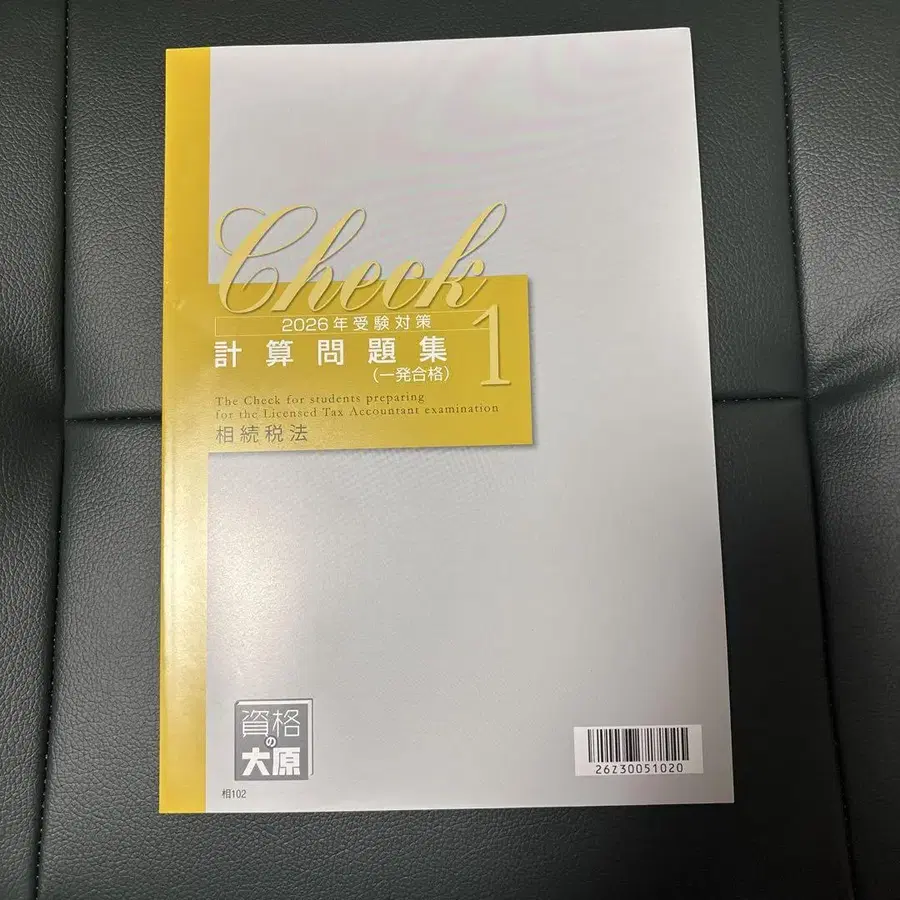 Check
2026年受験対策
計算問題集
(一発合格)
1
The Check for students preparing
for the Licensed Tax Accountant examination
相続税法
資格
の
大原
相102
26Z30051020